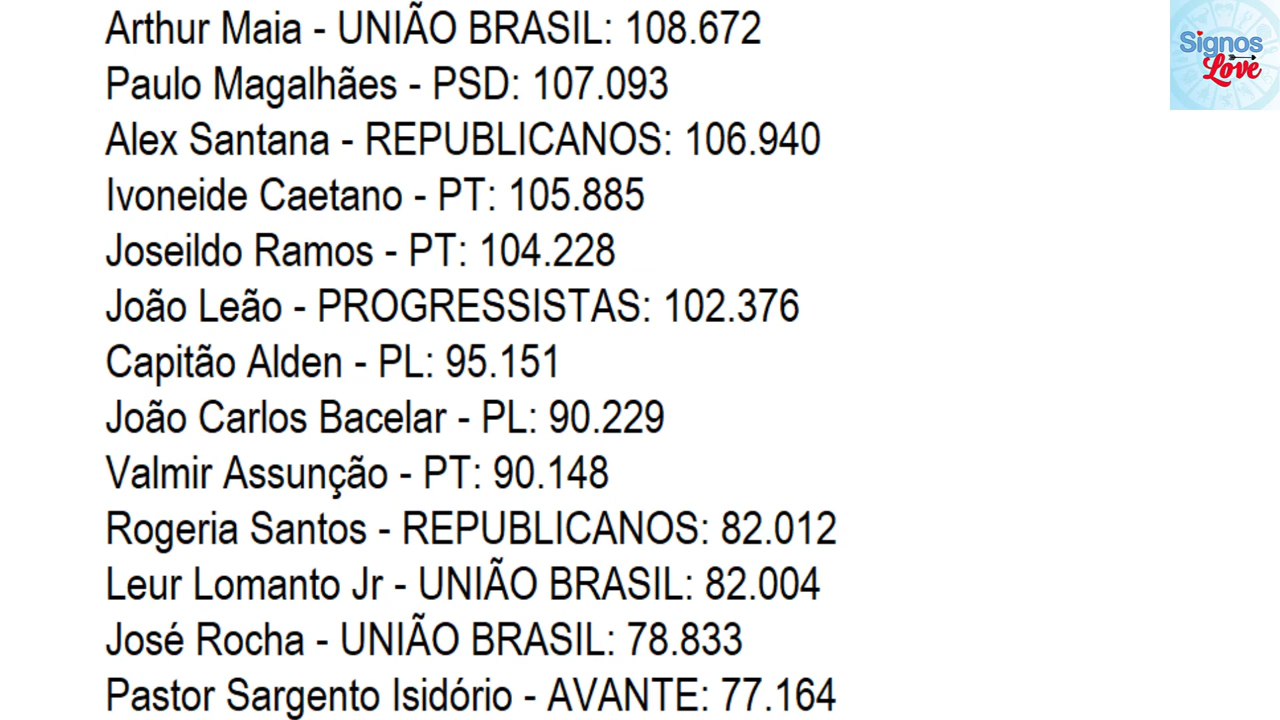 Arthur Maia - UNIÃO BRASIL: 108.672
Paulo Magalhães - PSD: 107.093
Alex Santana - REPUBLICANOS: 106.940
Ivoneide Caetano - PT: 105.885
Joseildo Ramos - PT: 104.228
João Leão - PROGRESSISTAS: 102.376
Capitão Alden - PL: 95.151
João Carlos Bacelar - PL: 90.229
Valmir Assunção - PT: 90.148
Rogeria Santos - REPUBLICANOS: 82.012
Leur Lomanto Jr - UNIÃO BRASIL: 82.004
José Rocha - UNIÃO BRASIL: 78.833
Pastor Sargento Isidório - AVANTE: 77.164
Signos
Love